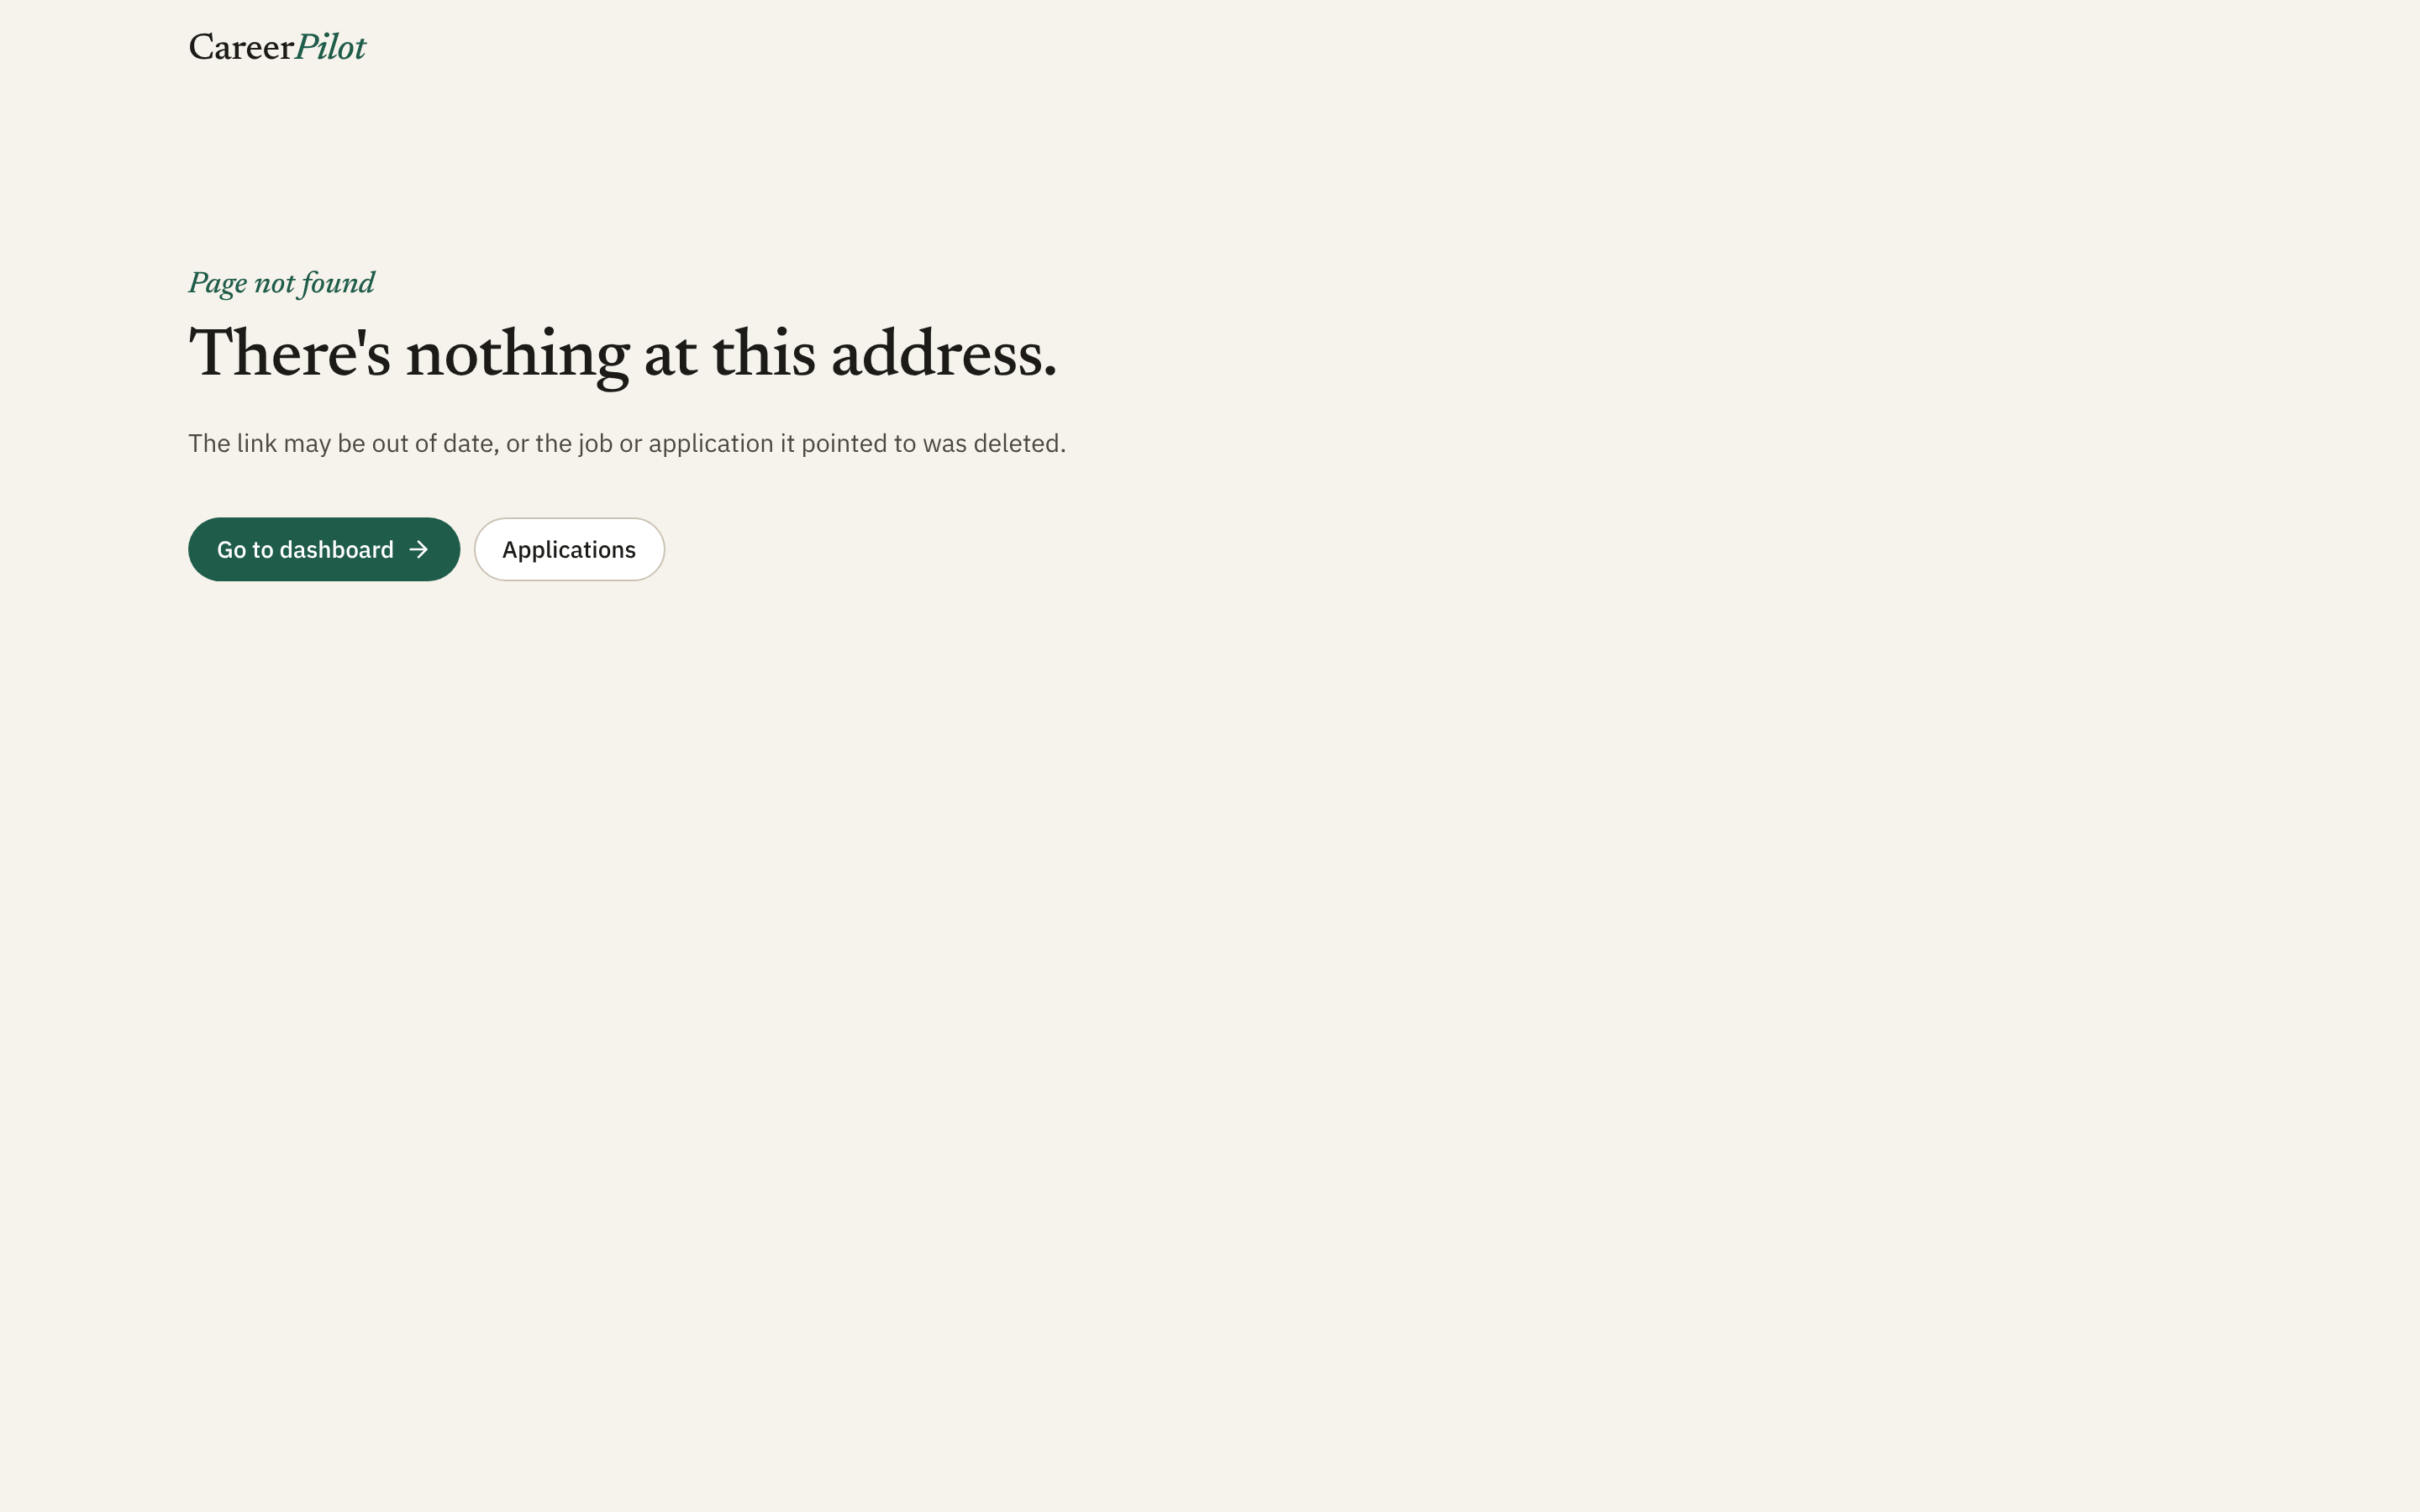 CareerPilot
Page not found
There's nothing at this address.
The link may be out of date, or the job or application it pointed to was deleted.
Go to dashboard →
Applications